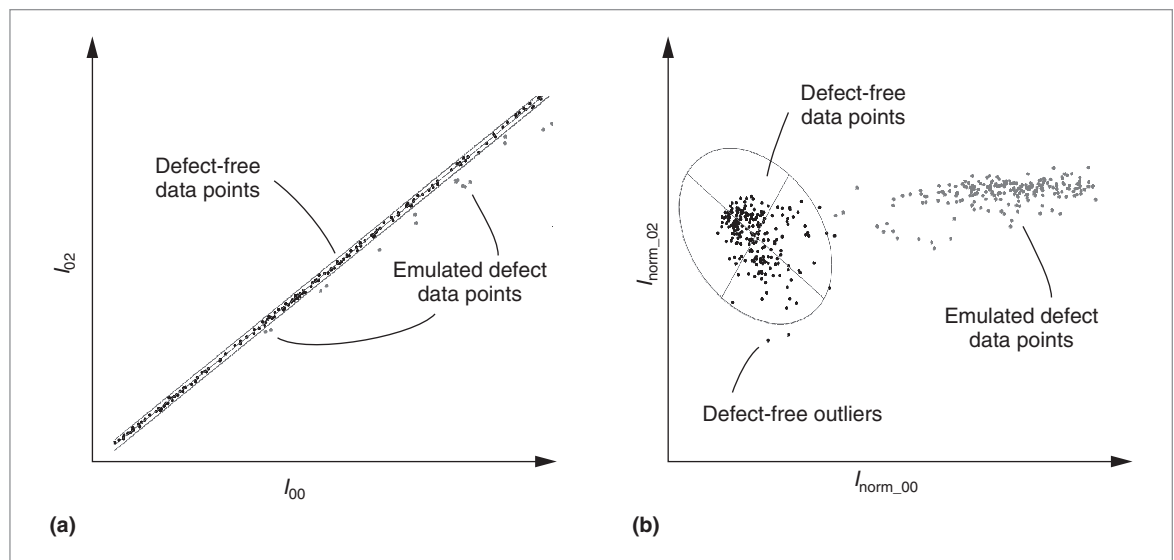 Defect-free
data points
Emulated defect
data points
I02
I00
(a)
Defect-free
data points
Emulated defect
data points
Defect-free outliers
Inorm_02
Inorm_00
(b)